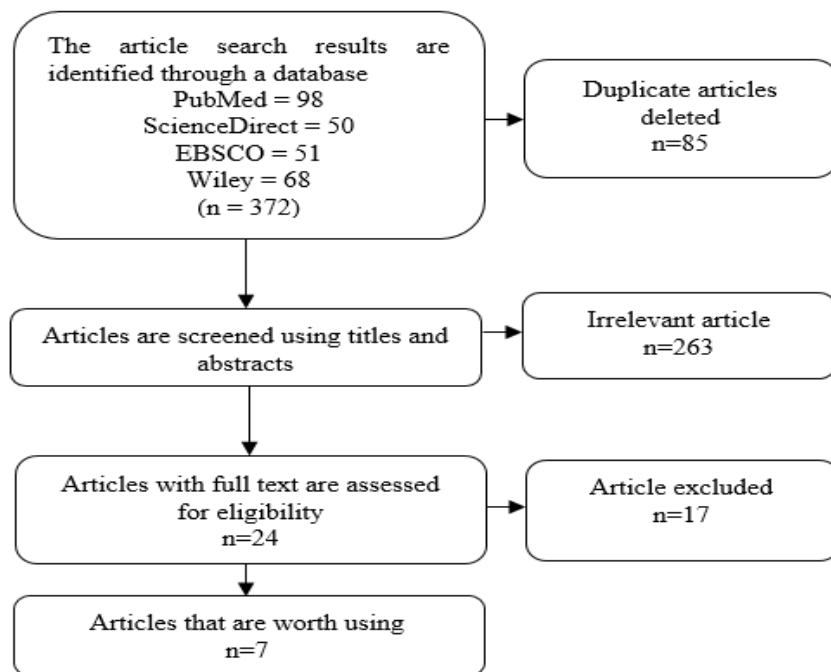 The article search results are
identified through a database
PubMed = 98
ScienceDirect = 50
EBSCO = 51
Wiley = 68
(n = 372)
Duplicate articles
deleted
n=85
Articles are screened using titles and
abstracts
Irrelevant article
n=263
Articles with full text are assessed
for eligibility
n=24
Article excluded
n=17
Articles that are worth using
n=7